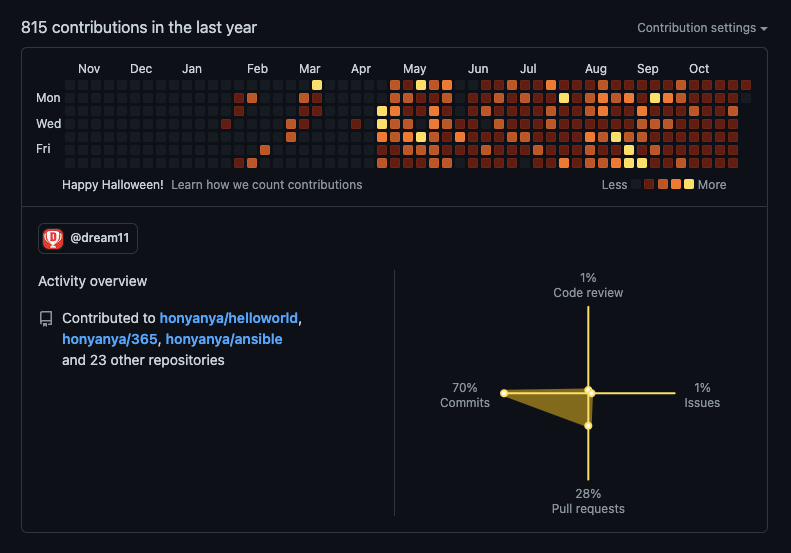 815 contributions in the last year
Contribution settings
Nov Dec Jan Feb Mar Apr May Jun Jul Aug Sep Oct
Mon
Wed
Fri
Happy Halloween! Learn how we count contributions
Less More
D
@dream11
Activity overview
Contributed to honyanya/helloworld,
honyanya/365, honyanya/ansible
and 23 other repositories
1%
Code review
70%
Commits
1%
Issues
28%
Pull requests